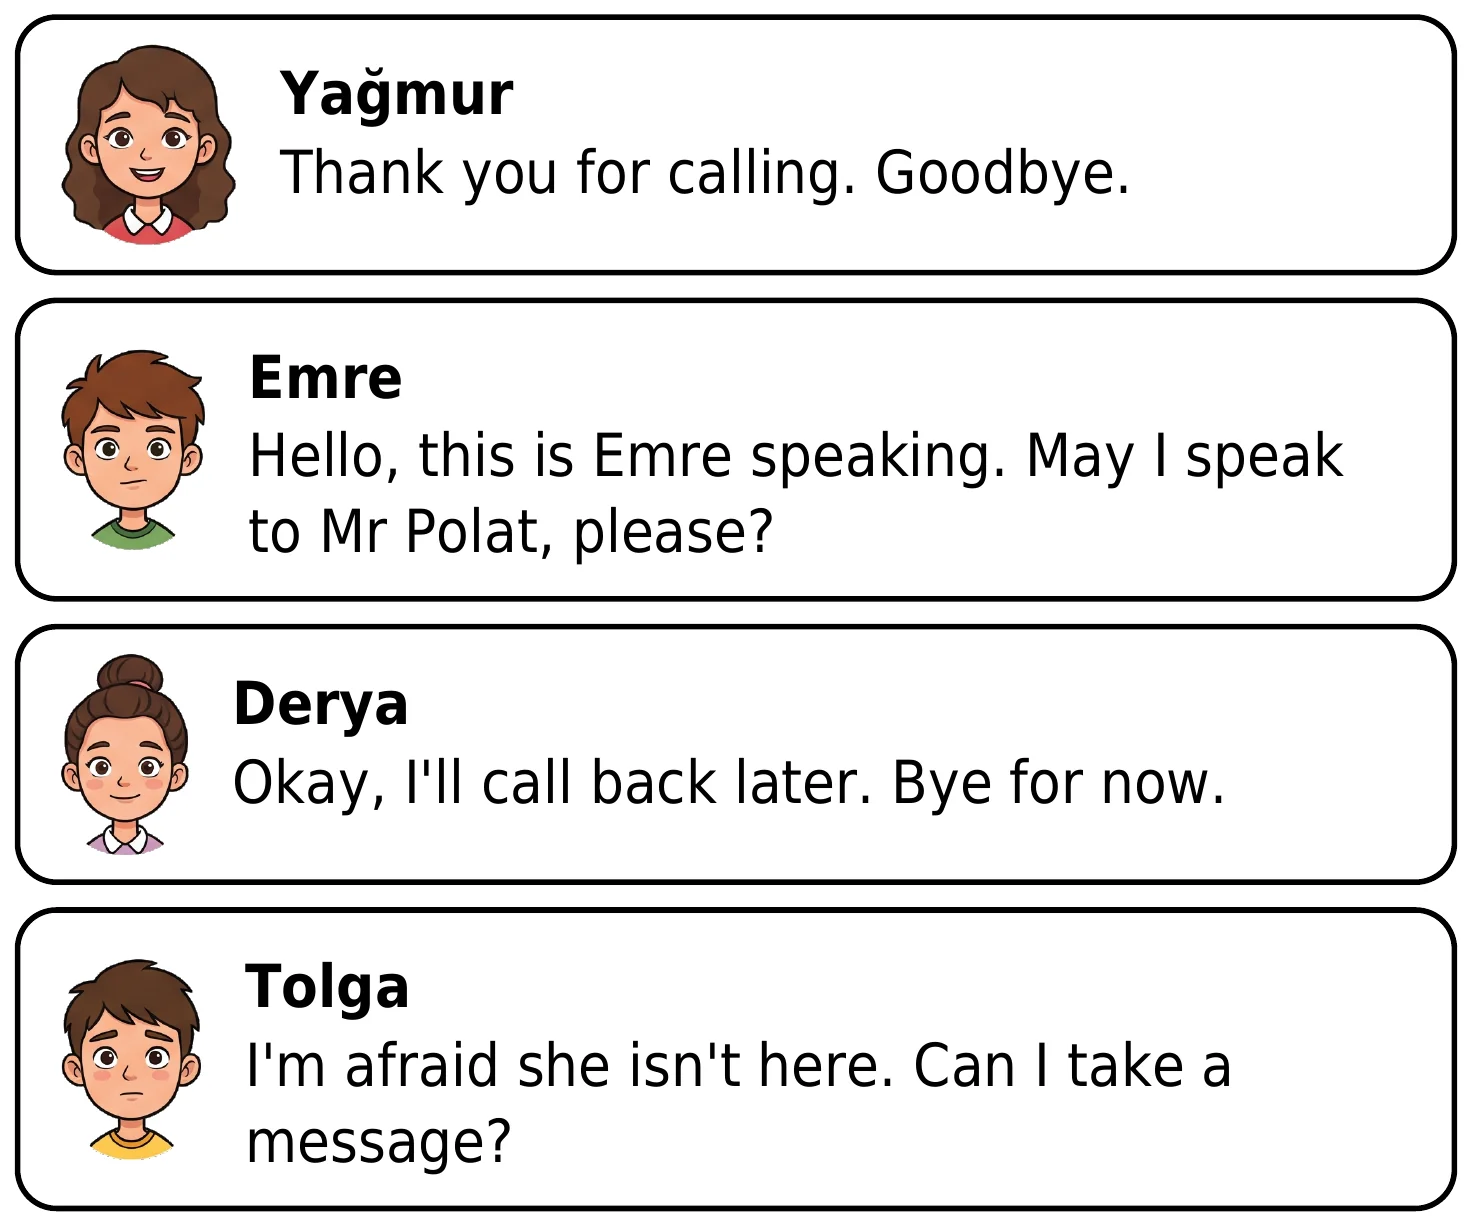 Yağmur
Thank you for calling. Goodbye.
Emre
Hello, this is Emre speaking. May I speak
to Mr Polat, please?
Derya
Okay, I'll call back later. Bye for now.
Tolga
I'm afraid she isn't here. Can I take a
message?